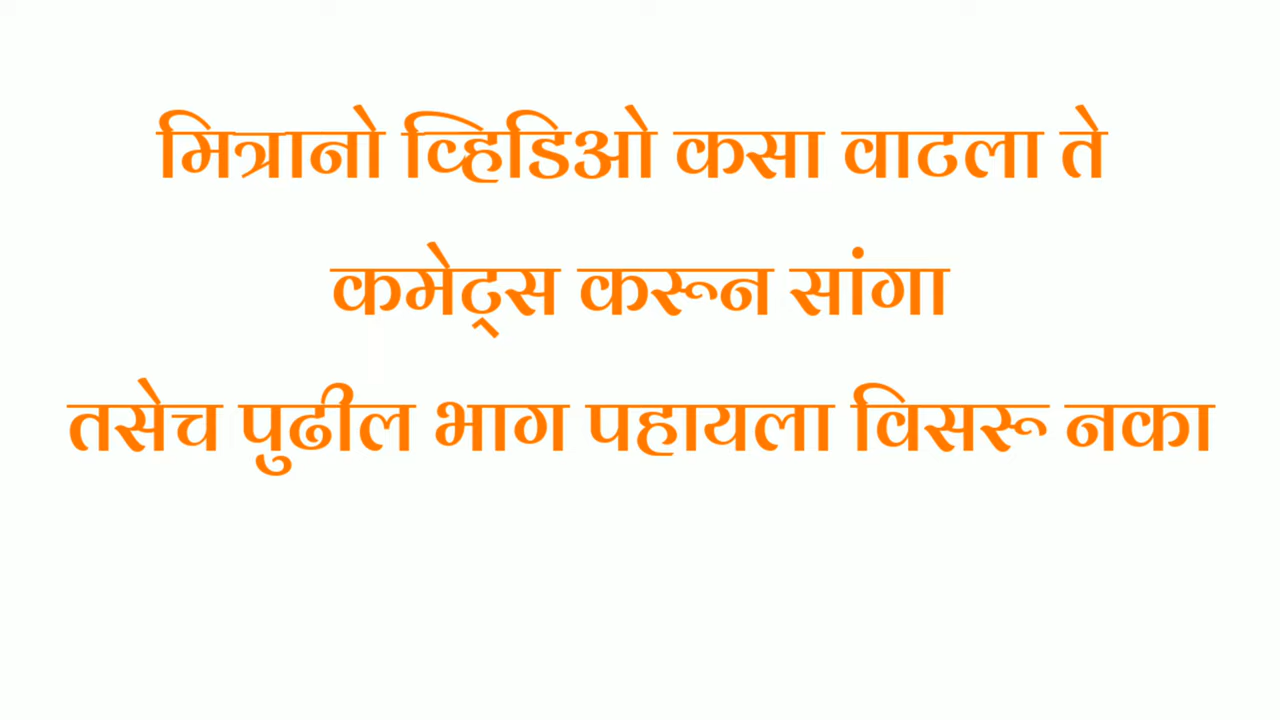 मित्रानो व्हिडिओ कसा वाटला ते
कमेट्स करून सांगा
तसेच पुढील भाग पहायला विसरू नका